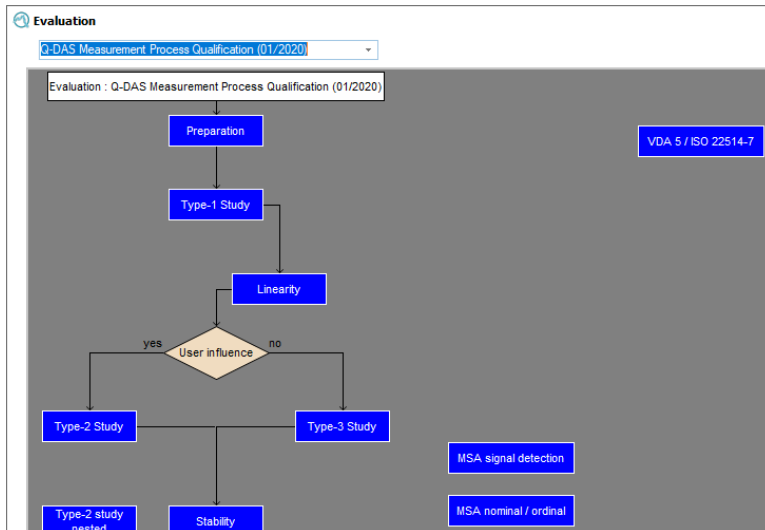 Evaluation
Q-DAS Measurement Process Qualification (01/2020)
Evaluation : Q-DAS Measurement Process Qualification (01/2020)
Preparation
VDA 5 / ISO 22514-7
Type-1 Study
Linearity
yes
User influence
no
Type-2 Study
Type-3 Study
MSA signal detection
Type-2 study
nested
Stability
MSA nominal / ordinal